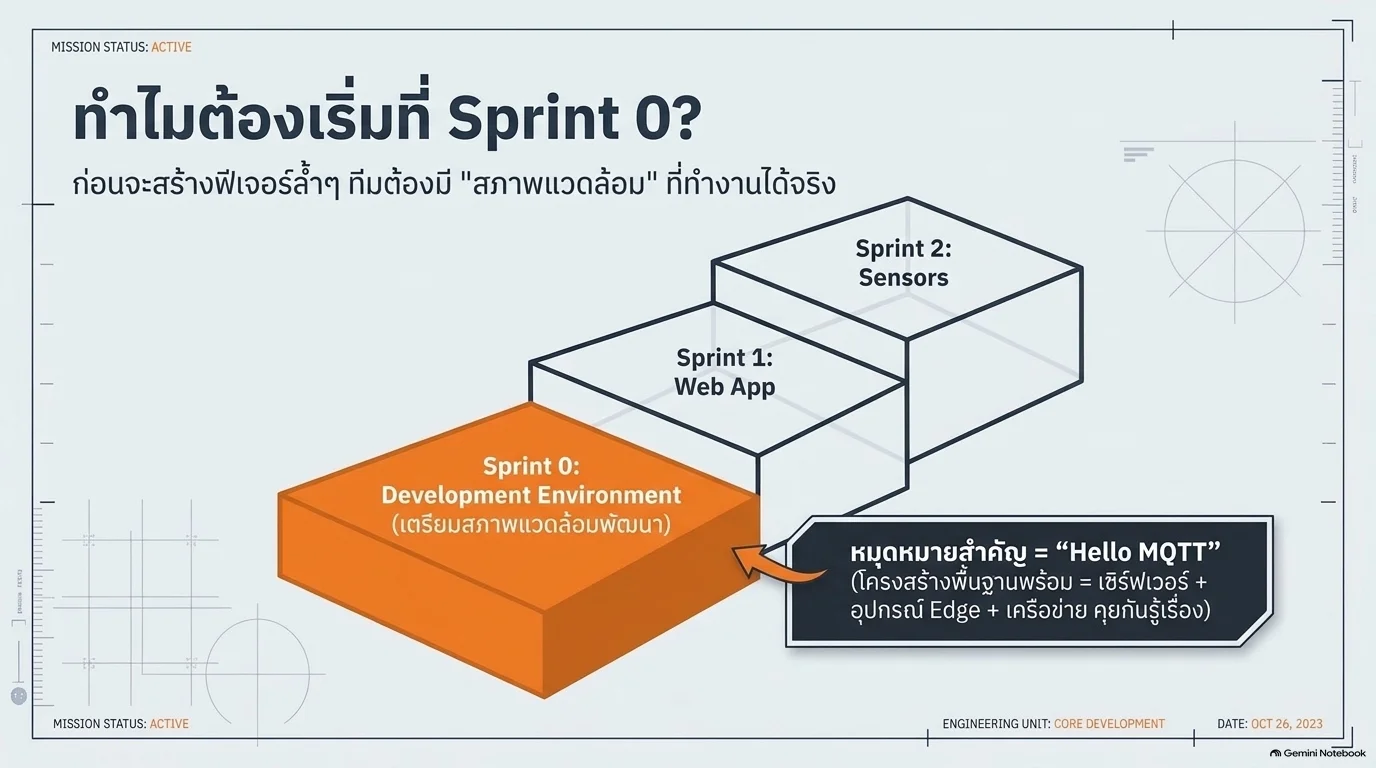 MISSION STATUS: ACTIVE
ทำไมต้องเริ่มที่ Sprint 0?
ก่อนจะสร้างฟีเจอร์ล้ำๆ ทีมต้องมี "สภาพแวดล้อม" ที่ทำงานได้จริง
Sprint 2:
Sensors
Sprint 1:
Web App
Sprint 0:
Development Environment
(เตรียมสภาพแวดล้อมพัฒนา)
หมุดหมายสำคัญ = “Hello MQTT”
(โครงสร้างพื้นฐานพร้อม = เซิร์ฟเวอร์ +
อุปกรณ์ Edge + เครือข่าย คุยกันรู้เรื่อง)
MISSION STATUS: ACTIVE
ENGINEERING UNIT: CORE DEVELOPMENT
DATE: OCT 26, 2023
Gemini Notebook